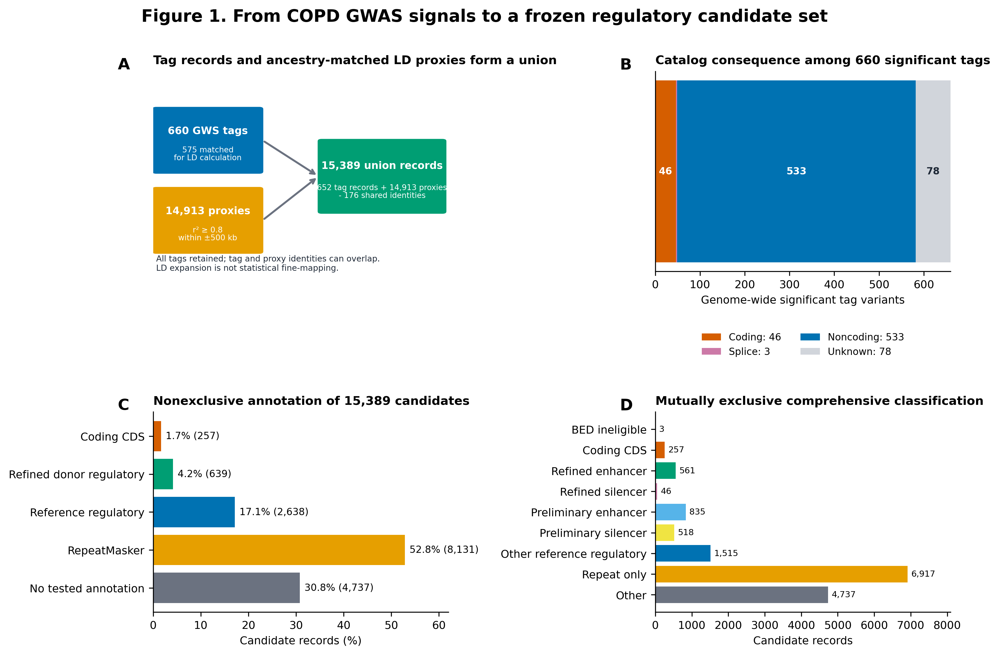 Figure 1. From COPD GWAS signals to a frozen regulatory candidate set
A
Tag records and ancestry-matched LD proxies form a union
660 GWS tags
575 matched
for LD calculation
14,913 proxies
r² ≥ 0.8
within ±500 kb
15,389 union records
652 tag records + 14,913 proxies
- 176 shared identities
All tags retained; tag and proxy identities can overlap.
LD expansion is not statistical fine-mapping.
B
Catalog consequence among 660 significant tags
46
533
78
0 100 200 300 400 500 600
Genome-wide significant tag variants
Coding: 46
Noncoding: 533
Splice: 3
Unknown: 78
C
Nonexclusive annotation of 15,389 candidates
Coding CDS 1.7% (257)
Refined donor regulatory 4.2% (639)
Reference regulatory 17.1% (2,638)
RepeatMasker 52.8% (8,131)
No tested annotation 30.8% (4,737)
0 10 20 30 40 50 60
Candidate records (%)
D
Mutually exclusive comprehensive classification
BED ineligible 3
Coding CDS 257
Refined enhancer 561
Refined silencer 46
Preliminary enhancer 835
Preliminary silencer 518
Other reference regulatory 1,515
Repeat only 6,917
Other 4,737
0 1000 2000 3000 4000 5000 6000 7000 8000
Candidate records